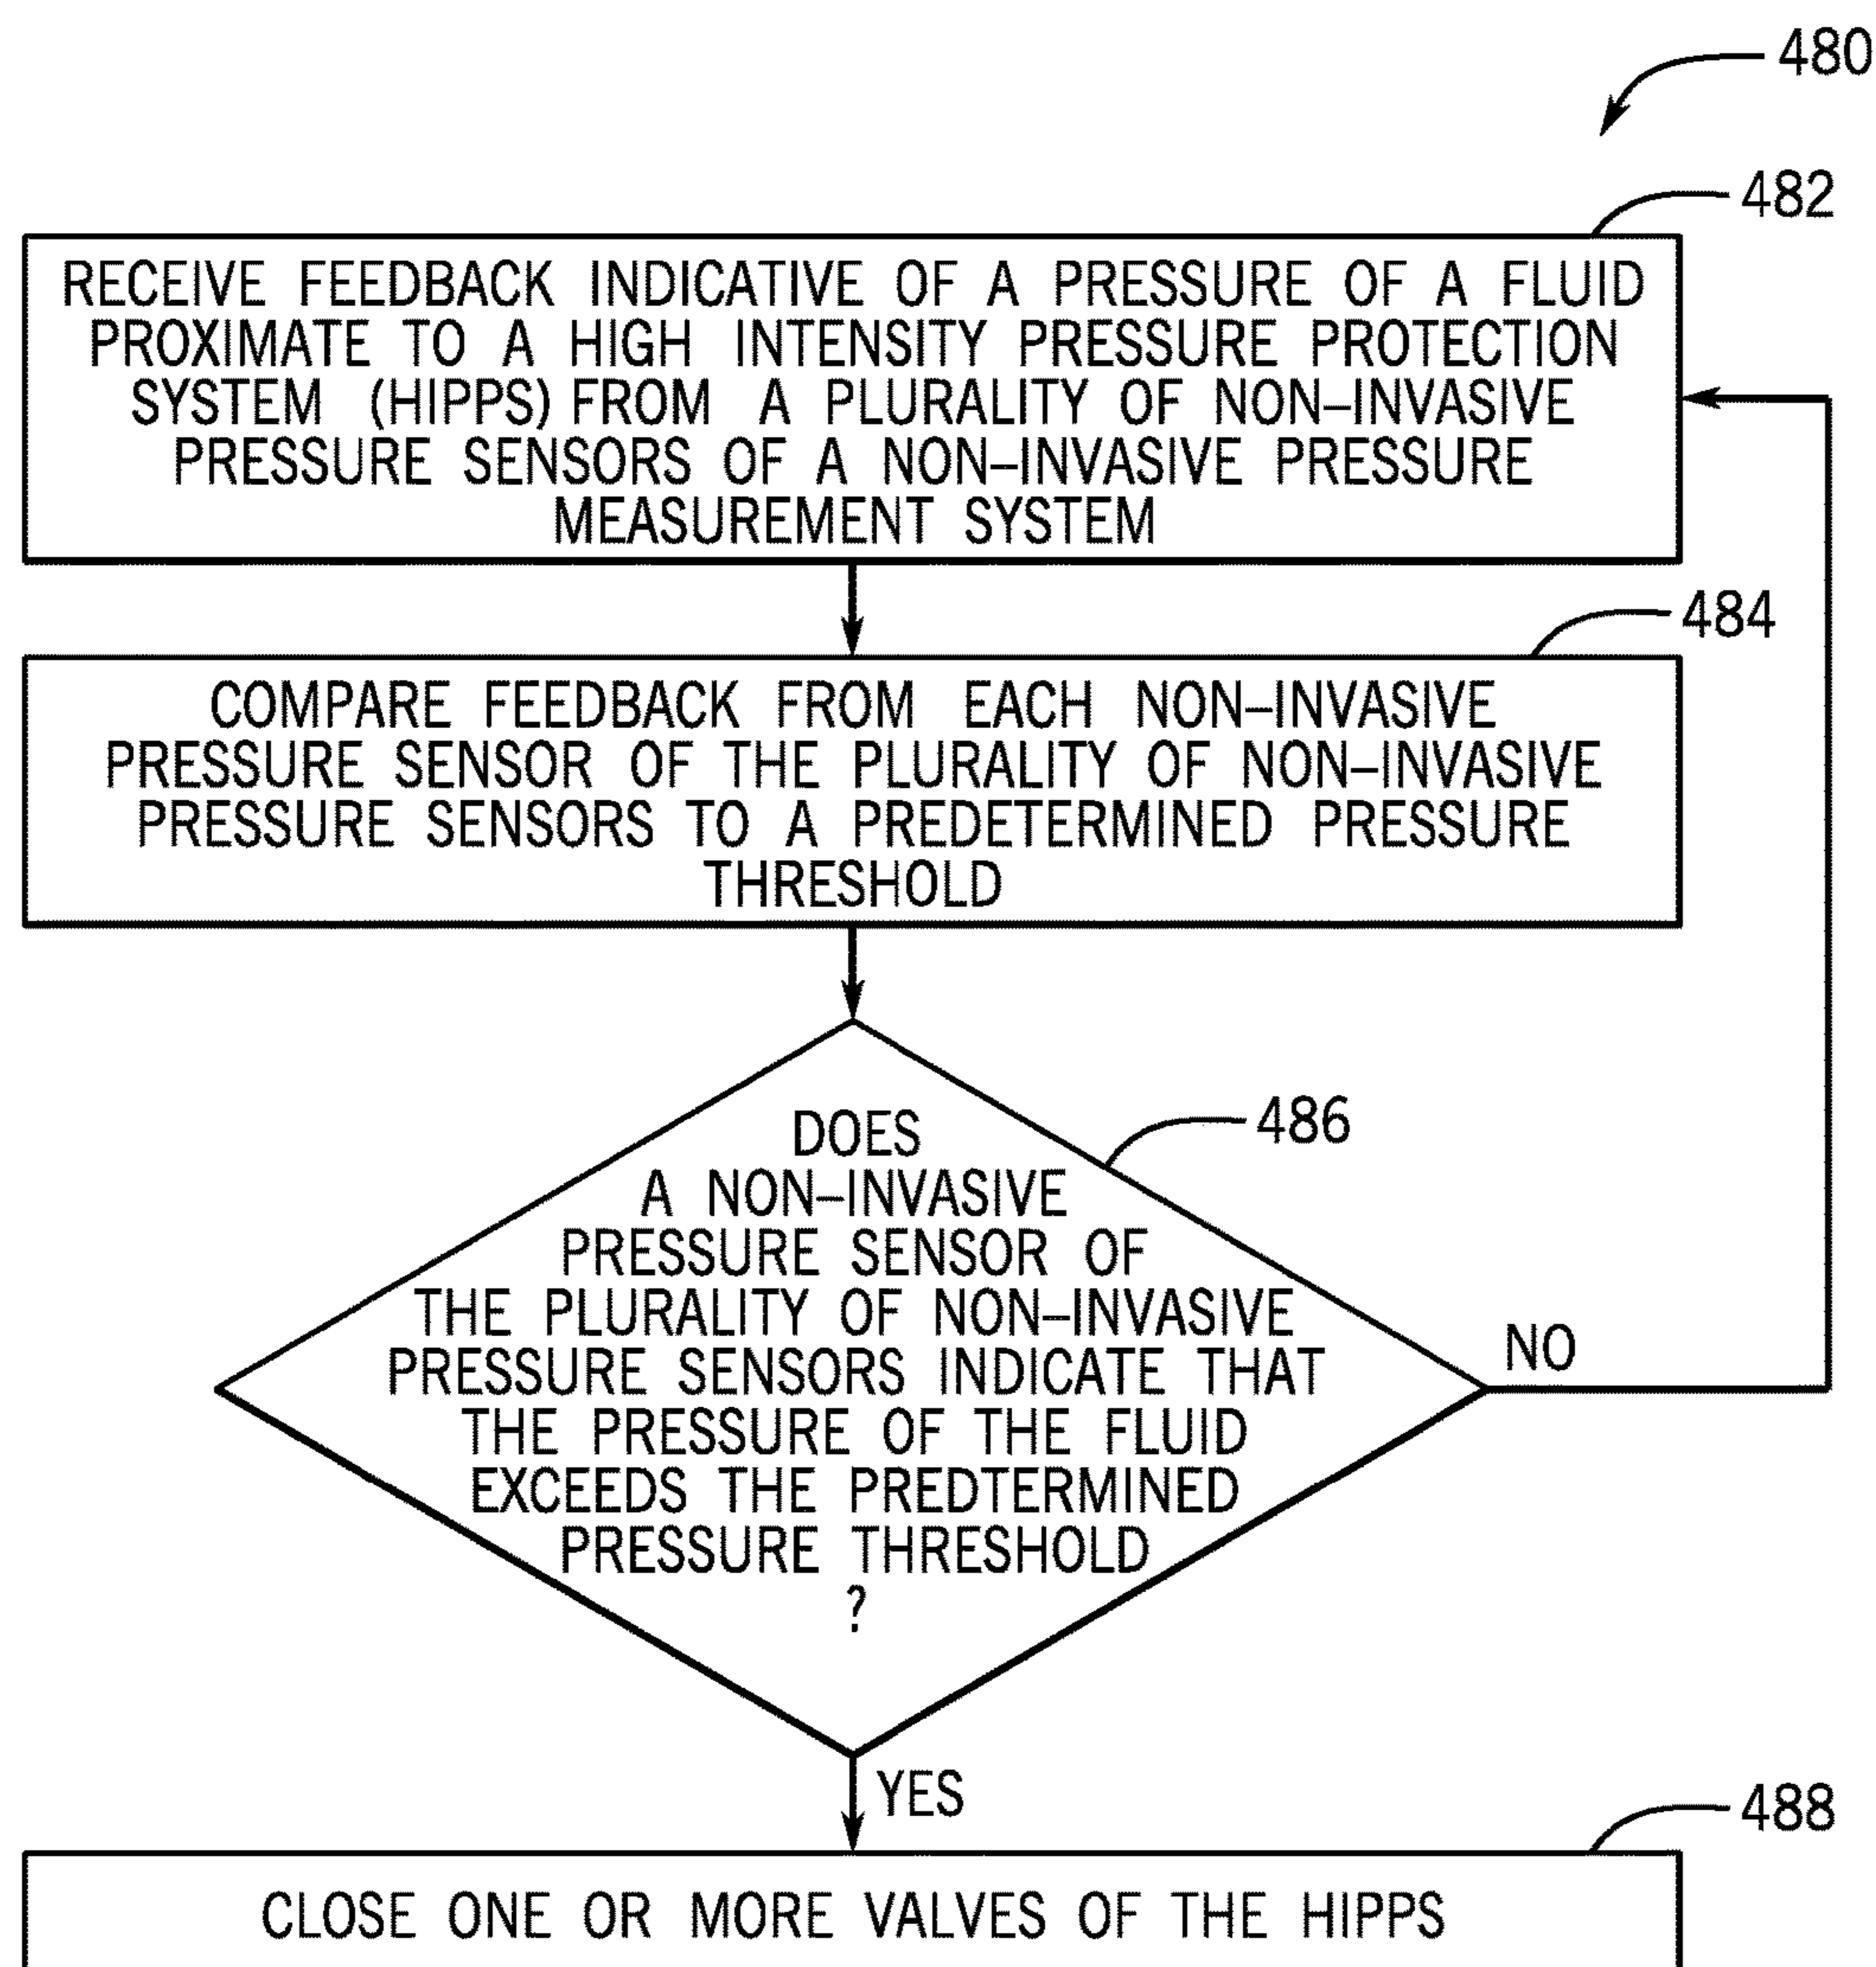 480
482
RECEIVE FEEDBACK INDICATIVE OF A PRESSURE OF A FLUID
PROXIMATE TO A HIGH INTENSITY PRESSURE PROTECTION
SYSTEM (HIPPS) FROM A PLURALITY OF NON–INVASIVE
PRESSURE SENSORS OF A NON–INVASIVE PRESSURE
MEASUREMENT SYSTEM
484
COMPARE FEEDBACK FROM EACH NON–INVASIVE
PRESSURE SENSOR OF THE PLURALITY OF NON–INVASIVE
PRESSURE SENSORS TO A PREDETERMINED PRESSURE
THRESHOLD
486
DOES
A NON–INVASIVE
PRESSURE SENSOR OF
THE PLURALITY OF NON–INVASIVE
PRESSURE SENSORS INDICATE THAT
THE PRESSURE OF THE FLUID
EXCEEDS THE PREDTERMINED
PRESSURE THRESHOLD
?
NO
YES
488
CLOSE ONE OR MORE VALVES OF THE HIPPS